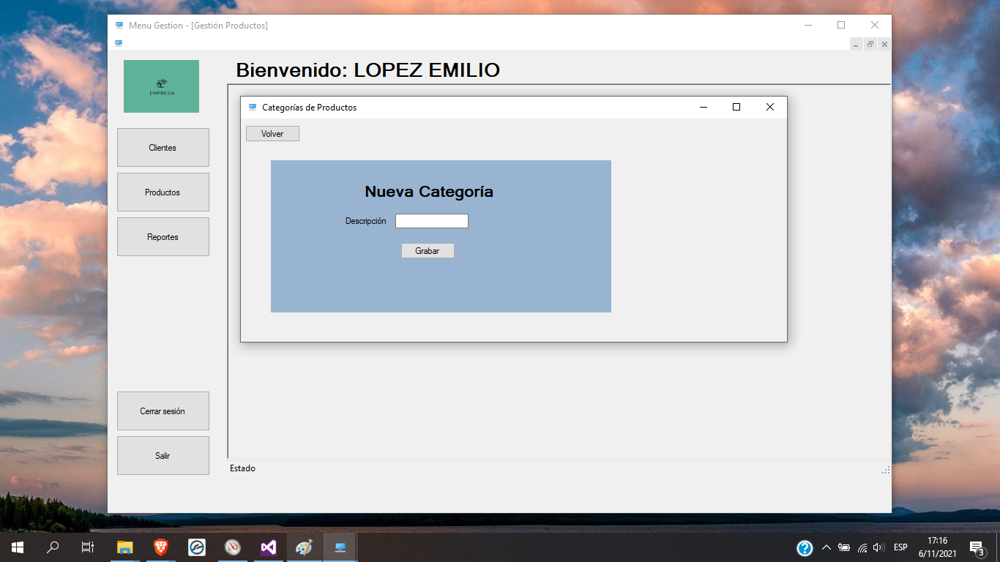 Menu Gestion - [Gestión Productos]
EMPRESA
Bienvenido: LOPEZ EMILIO
Categorías de Productos
Volver
Clientes
Productos
Reportes
Nueva Categoría
Descripción
Grabar
Cerrar sesión
Salir
Estado
ESP
17:16
6/11/2021
3